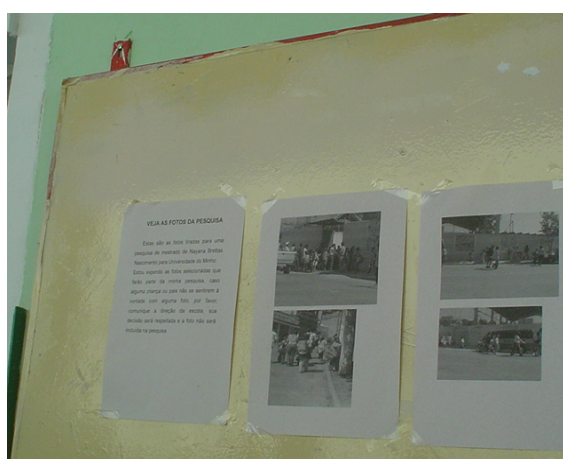 VEJA AS FOTOS DA PESQUISA
Estas são as fotos tiradas para uma
pesquisa de mestrado de Nayana Brettas
Nascimento para Universidade do Minho.
Estou expondo as fotos selecionadas que
farão parte da minha pesquisa, caso
alguma criança ou pais não se sentirem à
vontade com alguma foto, por favor,
comunique à direção da escola, sua
decisão será respeitada e a foto não será
incluída na pesquisa.